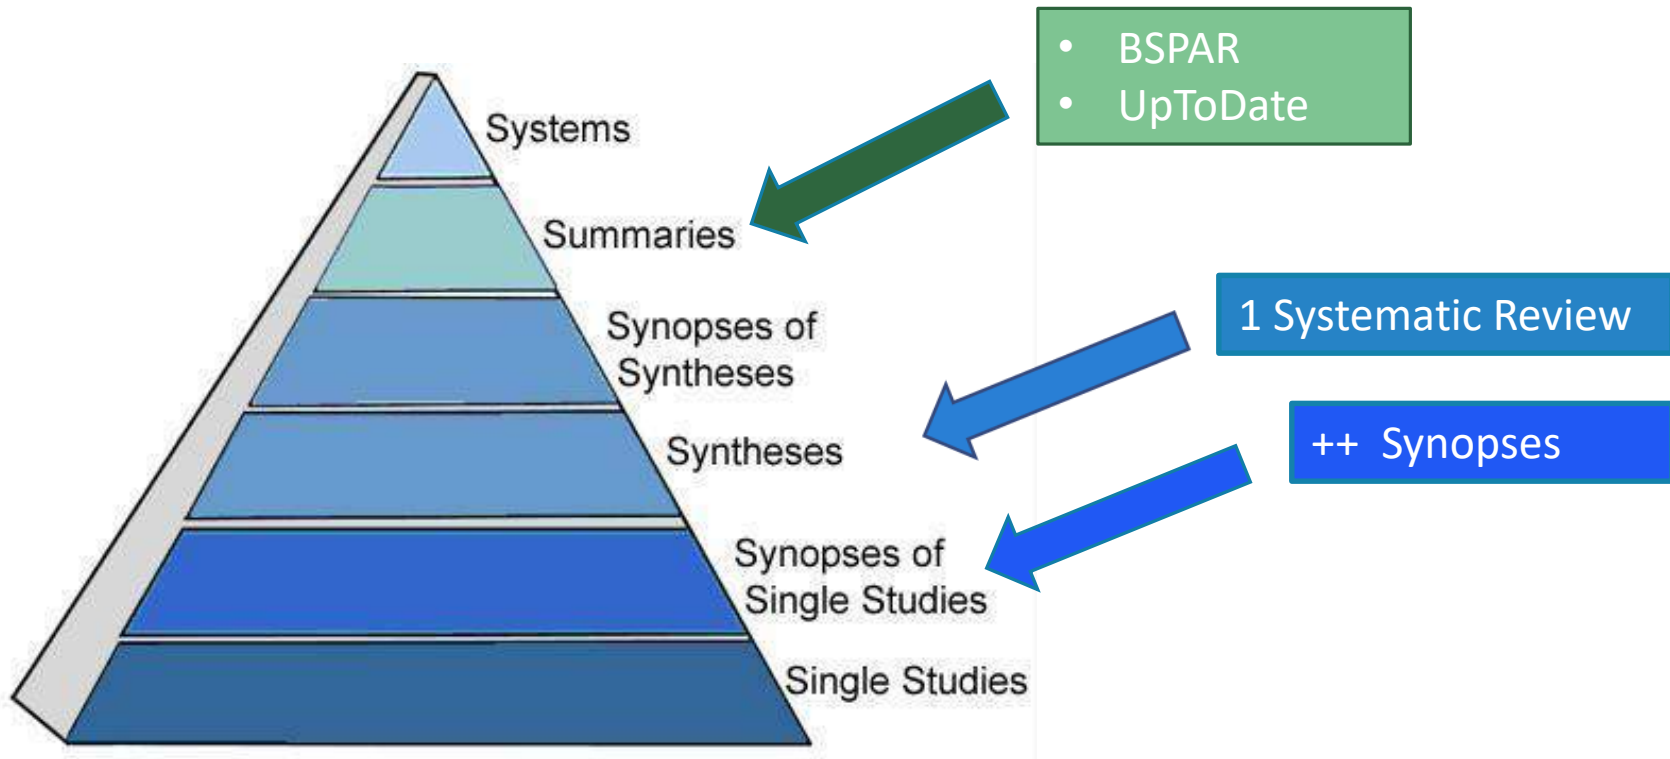 • BSPAR
• UpToDate
Systems
Summaries
Synopses of
Syntheses
1 Systematic Review
Syntheses
++ Synopses
Synopses of
Single Studies
Single Studies